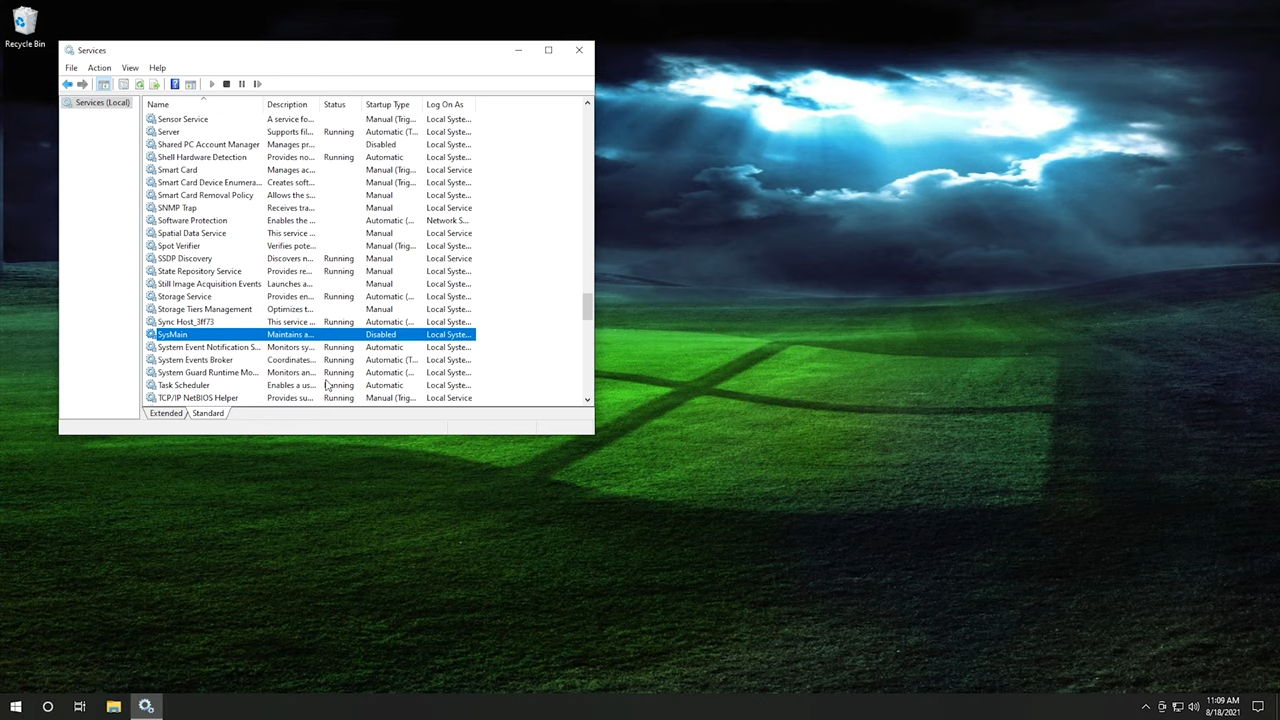 Recycle Bin
Services
File Action View Help
Services (Local)
Name Description Status Startup Type Log On As
Sensor Service A service fo... Manual (Trig... Local Syste...
Server Supports fil... Running Automatic (T... Local Syste...
Shared PC Account Manager Manages pr... Disabled Local Syste...
Shell Hardware Detection Provides no... Running Automatic Local Syste...
Smart Card Manages ac... Manual (Trig... Local Service
Smart Card Device Enumera... Creates soft... Manual (Trig... Local Syste...
Smart Card Removal Policy Allows the s... Manual Local Syste...
SNMP Trap Receives tra... Manual Local Service
Software Protection Enables the ... Automatic (... Network S...
Spatial Data Service This service ... Manual Local Syste...
Spot Verifier Verifies pote... Manual (Trig... Local Syste...
SSDP Discovery Discovers n... Running Manual Local Service
State Repository Service Provides re... Running Manual Local Syste...
Still Image Acquisition Events Launches a... Manual Local Syste...
Storage Service Provides en... Running Automatic (... Local Syste...
Storage Tiers Management Optimizes t... Manual Local Syste...
Sync Host_3ff73 This service ... Running Automatic (... Local Syste...
SysMain Maintains a... Disabled Local Syste...
System Event Notification S... Monitors sy... Running Automatic Local Syste...
System Events Broker Coordinates... Running Automatic (T... Local Syste...
System Guard Runtime Mo... Monitors an... Running Automatic (... Local Syste...
Task Scheduler Enables a us... Running Automatic Local Syste...
TCP/IP NetBIOS Helper Provides su... Running Manual (Trig... Local Service
Extended Standard
11:09 AM
8/18/2021